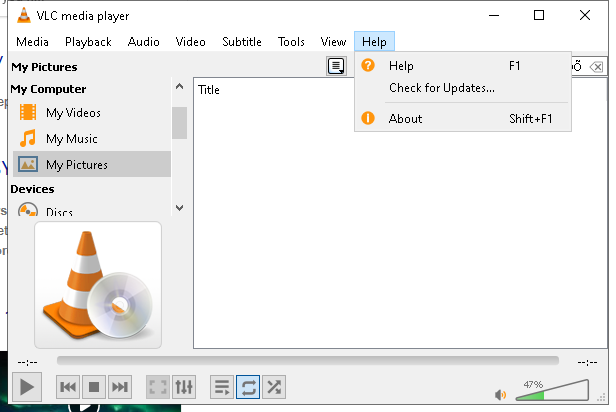 VLC media player
Media Playback Audio Video Subtitle Tools View Help
My Pictures
My Computer
My Videos
My Music
My Pictures
Devices
Discs
Title
Help F1
Check for Updates...
About Shift+F1
--:-- --:--
47%